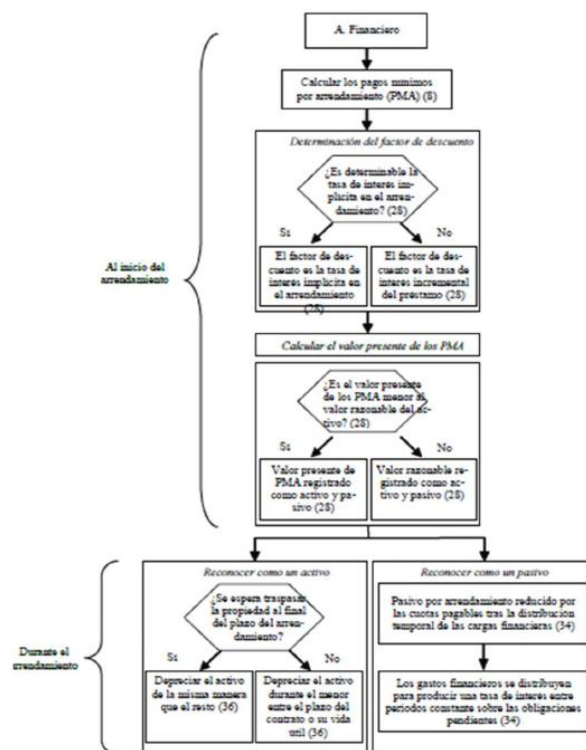 A. Financiero
Calcular los pagos mínimos
por arrendamiento (PMA) (8)
Determinación del factor de descuento
¿Es determinable la
tasa de interés im-
plícita en el arren-
damiento? (28)
Si
No
El factor de des-
cuento es la tasa de
interés implícita en
el arrendamiento
(28)
El factor de des-
cuento es la tasa de
interés incremental
del préstamo (28)
Al inicio del
arrendamiento
Calcular el valor presente de los PMA
¿Es el valor presente
de los PMA menor al
valor razonable del ac-
tivo? (28)
Si
No
Valor presente de
PMA registrado
como activo y pa-
sivo (28)
Valor razonable re-
gistrado como ac-
tivo y pasivo (28)
Reconocer como un activo
¿Se espera traspasar
la propiedad al final
del plazo del arren-
damiento?
Si
No
Depreciar el activo
de la misma manera
que el resto (36)
Depreciar el activo
durante el menor
entre el plazo del
contrato o su vida
útil (36)
Reconocer como un pasivo
Pasivo por arrendamiento reducido por
las cuotas pagables tras la distribución
temporal de las cargas financieras (34)
Los gastos financieros se distribuyen
para producir una tasa de interés entre
periodos constante sobre las obligaciones
pendientes (34)
Durante el
arrendamiento